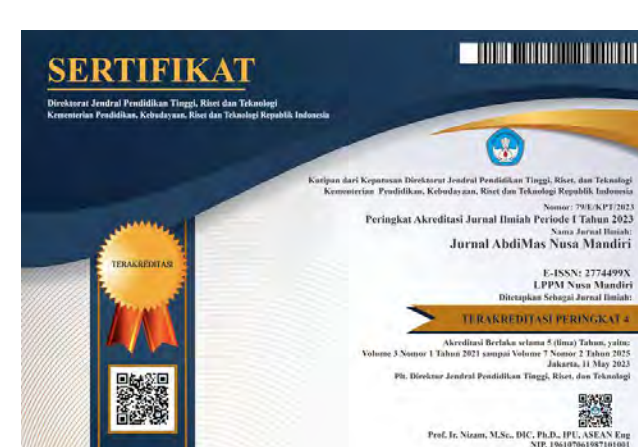 SERTIFIKAT
Direktorat Jendral Pendidikan Tinggi, Riset dan Teknologi
Kementerian Pendidikan, Kebudayaan, Riset dan Teknologi Republik Indonesia
Kutipan dari Keputusan Direktorat Jendral Pendidikan Tinggi, Riset, dan Teknologi
Kementerian Pendidikan, Kebudayaan, Riset dan Teknologi Republik Indonesia
Nomor: 79/E/KPT/2023
Peringkat Akreditasi Jurnal Ilmiah Periode I Tahun 2023
Nama Jurnal Ilmiah:
Jurnal AbdiMas Nusa Mandiri
E-ISSN: 2774499X
LPPM Nusa Mandiri
Ditetapkan Sebagai Jurnal Ilmiah:
TERAKREDITASI PERINGKAT 4
TERAKREDITASI
Akreditasi Berlaku selama 5 (lima) Tahun, yaitu:
Volume 3 Nomor 1 Tahun 2021 sampai Volume 7 Nomor 2 Tahun 2025
Jakarta, 11 May 2023
Plt. Direktur Jendral Pendidikan Tinggi, Riset, dan Teknologi
Prof. Ir. Nizam, M.Sc., DIC, Ph.D., IPU, ASEAN Eng
NIP. 196107061987101001